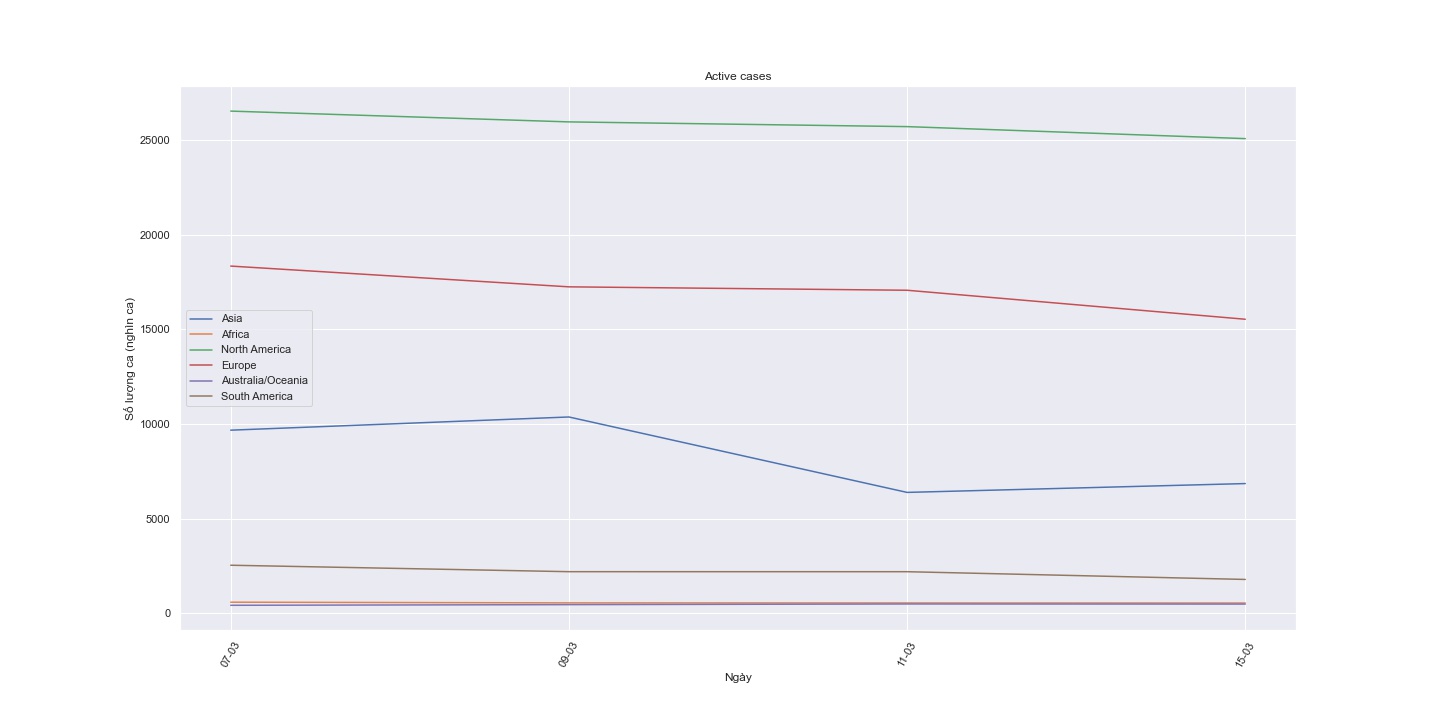 Active cases
25000
20000
15000
10000
5000
0
Số lượng ca (nghìn ca)
Asia
Africa
North America
Europe
Australia/Oceania
South America
07-03
09-03
11-03
15-03
Ngày